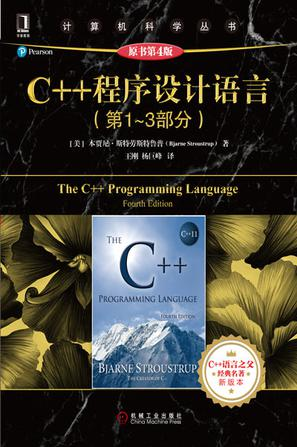 计算机科学丛书
Pearson
原书第4版
C++程序设计语言
（第1~3部分）
[美] 本贾尼·斯特劳斯特鲁普（Bjarne Stroustrup） 著
王刚 杨巨峰 译
The C++ Programming Language
Fourth Edition
C++11
THE
C++
PROGRAMMING LANGUAGE
FOURTH EDITION
BJARNE STROUSTRUP
THE CREATOR OF C++
C++语言之父
经典名著
新版本
机械工业出版社
China Machine Press